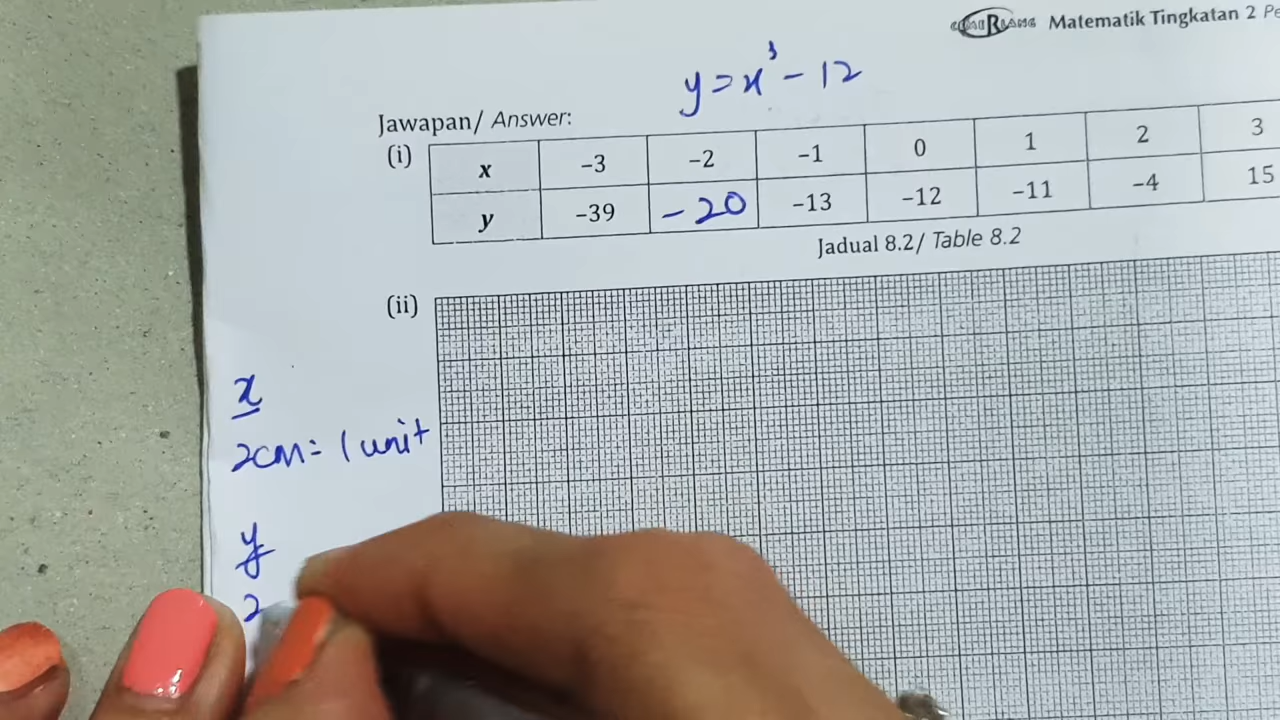 Matematik Tingkatan 2
y = x³ - 12
Jawapan/ Answer:
(i) x -3 -2 -1 0 1 2 3
y -39 -20 -13 -12 -11 -4 15
Jadual 8.2/ Table 8.2
(ii)
x
2cm = 1 unit
y
2